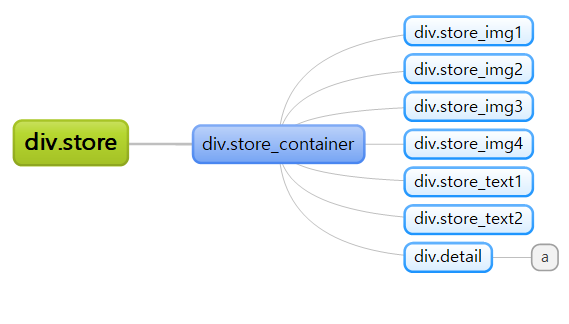 div.store
div.store_container
div.store_img1
div.store_img2
div.store_img3
div.store_img4
div.store_text1
div.store_text2
div.detail
a